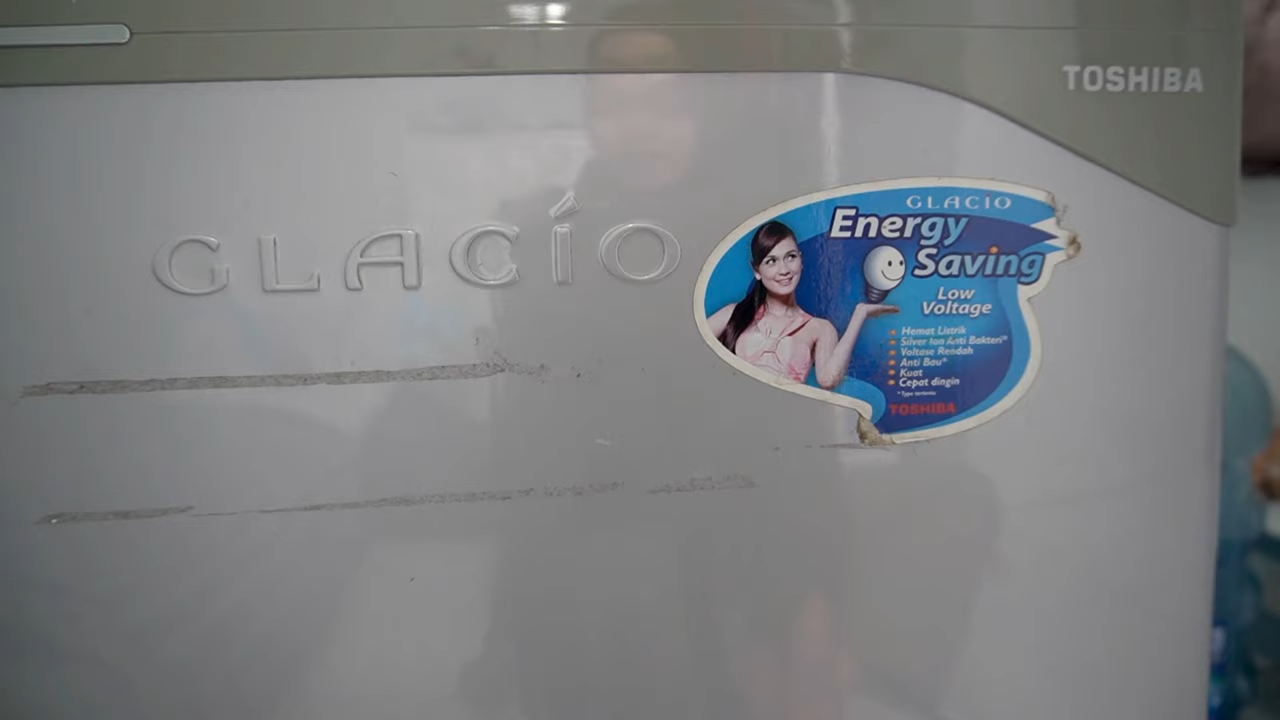 TOSHIBA
GLACÍO
GLACIO
Energy
Saving
Low
Voltage
Hemat Listrik
Silver Ion Anti Bakteri*
Voltase Rendah
Anti Bau*
Kuat
Cepat dingin
*Type tertentu
TOSHIBA